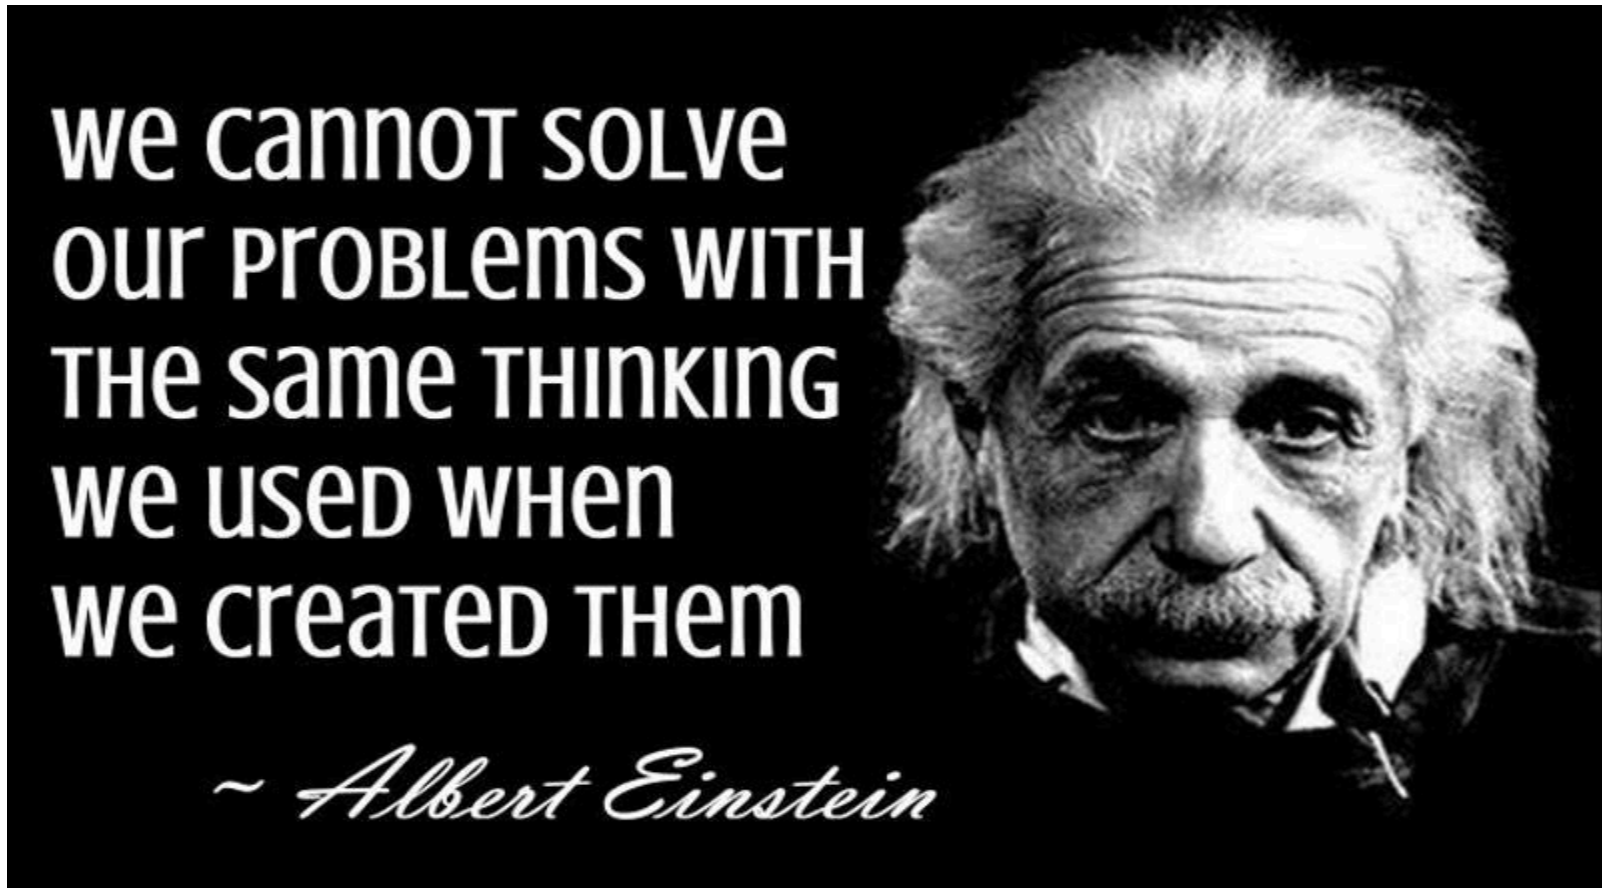 we cannot solve
our problems with
the same thinking
we used when
we created them
~ Albert Einstein